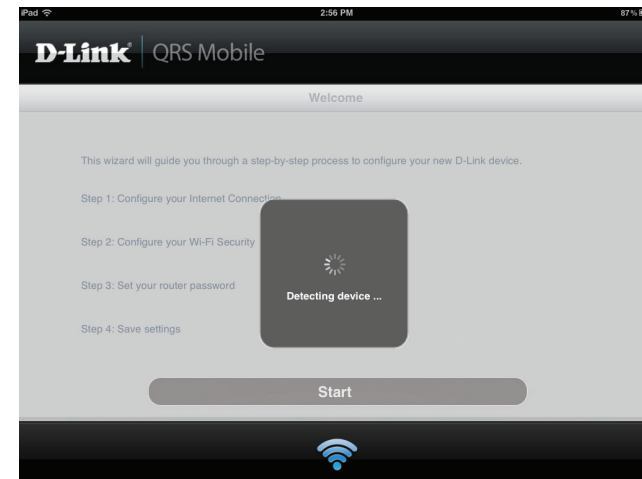 iPad 2:56 PM 87%
D-Link QRS Mobile
Welcome
This wizard will guide you through a step-by-step process to configure your new D-Link device.
Step 1: Configure your Internet Connection
Step 2: Configure your Wi-Fi Security
Step 3: Set your router password
Detecting device ...
Step 4: Save settings
Start